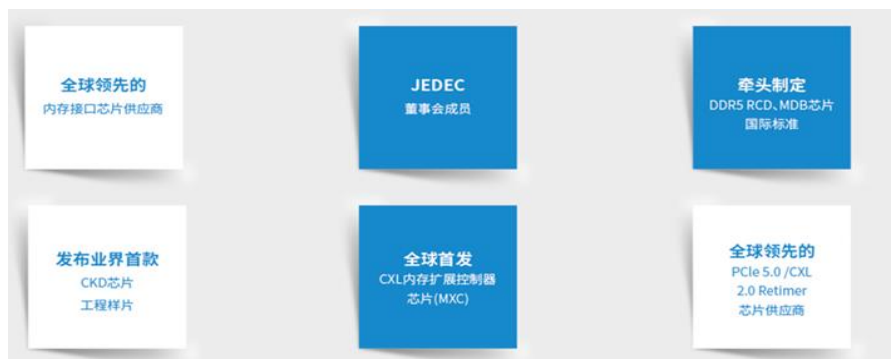 全球领先的
内存接口芯片供应商
JEDEC
董事会成员
牵头制定
DDR5 RCD、MDB芯片
国际标准
发布业界首款
CKD芯片
工程样片
全球首发
CXL内存扩展控制器
芯片(MXC)
全球领先的
PCIe 5.0 /CXL
2.0 Retimer
芯片供应商